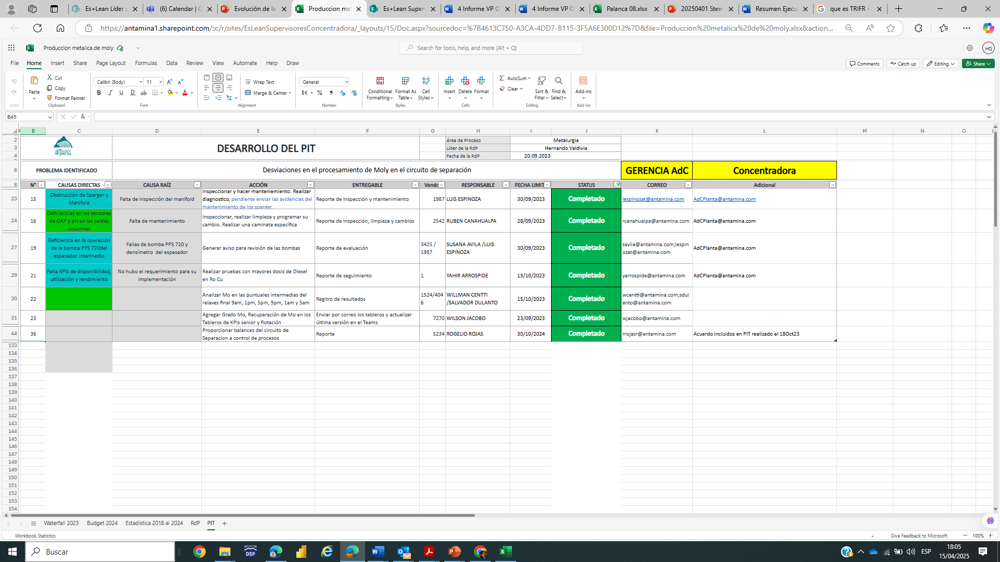 Es+Lean Líder c
(6) Calendar | C
Evolución de la
Produccion met
Es+Lean Superv
4 Informe VP O
4 Informe VP O
Palanca 08.xlsx
20250401 Steer
Resumen Ejecut
que es TRIFR -
https://antamina1.sharepoint.com/:x:/r/sites/EsLeanSupervisoresConcentradora/_layouts/15/Doc.aspx?sourcedoc=%7B4613C750-A3CA-4DD7-B115-3F5A6E300D12%7D&file=Produccion%20metalica%20de%20moly.xlsx&action...
Produccion metalica de moly
Search for tools, help, and more (Alt + Q)
HG
File Home Insert Share Page Layout Formulas Data Review View Automate Help Draw
Comments Catch up Editing Share
Undo
Paste Cut Copy Format Painter
Clipboard
Calibri (Body) 11
B I U D ab
Font
Wrap Text
Merge & Center
Alignment
General
$€ % 9
Number
Conditional Formatting Format As Table Cell Styles
Styles
Insert Delete Format
Cells
AutoSum
Clear
Sort & Filter Find & Select
Editing
Add-ins
Add-ins
B45 fx
B C D E F G H I J K L M N O
2 Área de Proceso Metalurgia
ANTAMINA DESARROLLO DEL PIT
3 Líder de la RdP Hernando Valdivia
4 Fecha de la RdP 20.09.2023
6 PROBLEMA IDENTIFICADO Desviaciones en el procesamiento de Moly en el circuito de separación GERENCIA AdC Concentradora
8 N° CAUSAS DIRECTAS CAUSA RAÍZ ACCIÓN ENTREGABLE Vendo RESPONSABLE FECHA LIMIT STATUS CORREO Adicional
23 15 Obstrucción de Sparger y Manifold Falta de inspección del manifold Inspeccionar y hacer manteniemiento. Realizar diagnostico, pendiente enviar las avidencias del mantenimiento de los sparger. Reporte de Inspección y mantenimiento 1987 LUIS ESPINOZA 30/09/2023 Completado lespinozat@antamina.com AdCPlanta@antamina.com
24 16 Deficiencias en los sensores de ORP y pH en las celdas columnas Falta de mantenimiento Inspeccionar, realizar limpieza y programar su cambio. Realizar una caminata específica Reporte de Inspección, limpieza y cambios 2542 RUBEN CANAHUALPA 28/09/2023 Completado rcanahualpa@antamina.com AdCPlanta@antamina.com
27 19 Deficiencia en la operación de la bomba PPS 720del espesador intermedio Fallas de bomba PPS 720 y densímetro del espesador Generar aviso para revisión de las bombas Reporte de evaluación 3425 / 1987 SUSANA AVILA /LUIS ESPINOZA 30/09/2023 Completado savila@antamina.com;lespinozat@antamina.com AdCPlanta@antamina.com
29 21 Falta KPIs de disponibilidad, utilización y rendimiento No hubo el requerimiento para su implementación Realizar pruebas con mayores dosis de Diesel en Ro Cu Reporte de seguimiento 1 YAHIR ARROSPIDE 15/10/2023 Completado yarrospide@antamina.com AdCPlanta@antamina.com
30 22 Analizar Mo en las puntuales intermedias del relaves final 9am, 1pm, 5pm, 9pm, 1am y 5am Regitro de resultados 1524/4046 WILLMAN CENTTI /SALVADOR DULANTO 15/10/2023 Completado wcentti@antamina.com;sdulanto@antamina.com
31 23 Agregar Grado Mo, Recuperación de Mo en los Tableros de KPIs senior y flotación Enviar por correo los tableros y actualizar última versión en el Teams 7270 WILSON JACOBO 23/09/2023 Completado wjacobo@antamina.com
44 36 Proporcionar balances del circuito de Separacion a control de procesos Reporte 5234 ROGELIO ROJAS 30/10/2024 Completado rrojasr@antamina.com Acuerdo incluidos en PIT realizado el 18Oct23
133
134
135
136
137
138
139
140
141
142
143
144
145
146
147
148
149
150
151
152
153
154
Waterfall 2023 Budget 2024 Estadistica 2018 al 2024 RdP PIT
Workbook Statistics Give Feedback to Microsoft 100%
Buscar
DSP
ESP
18:05
15/04/2025